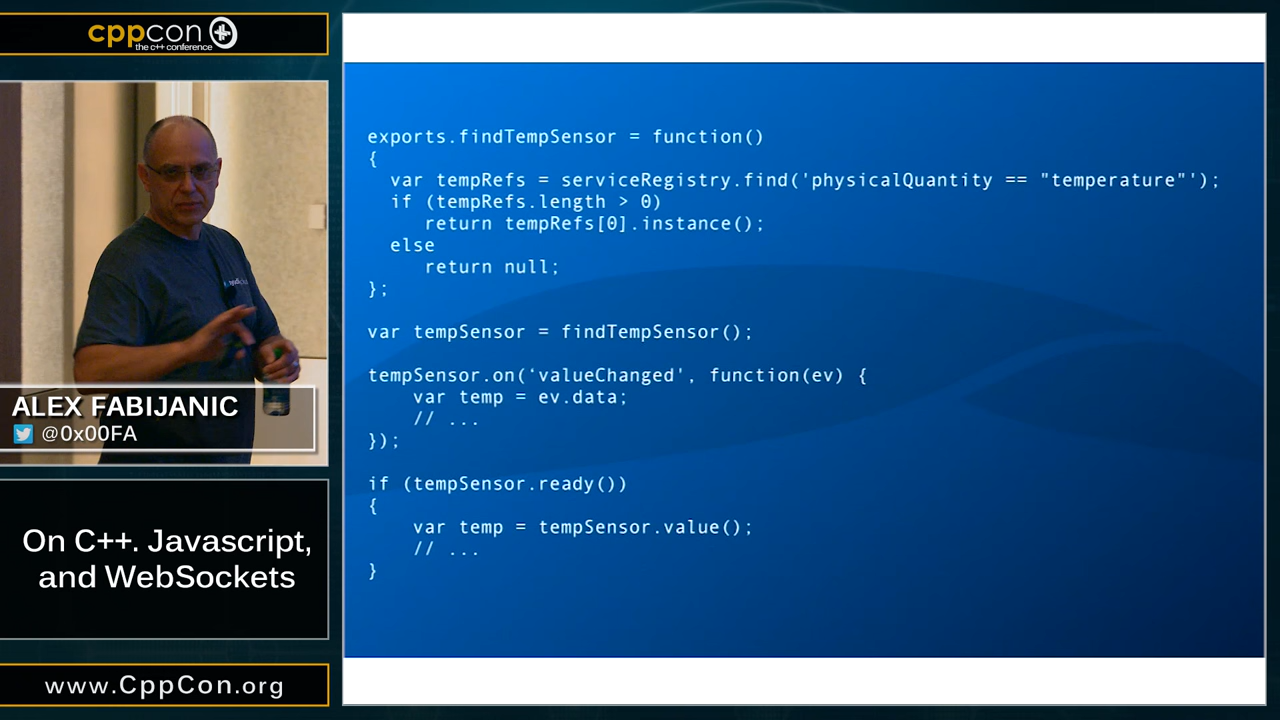 cppcon
the c++ conference
ALEX FABIJANIC
@0x00FA
On C++. Javascript,
and WebSockets
www.CppCon.org
exports.findTempSensor = function()
{
var tempRefs = serviceRegistry.find('physicalQuantity == "temperature"');
if (tempRefs.length > 0)
return tempRefs[0].instance();
else
return null;
};
var tempSensor = findTempSensor();
tempSensor.on(‘valueChanged', function(ev) {
var temp = ev.data;
// ...
});
if (tempSensor.ready())
{
var temp = tempSensor.value();
// ...
}